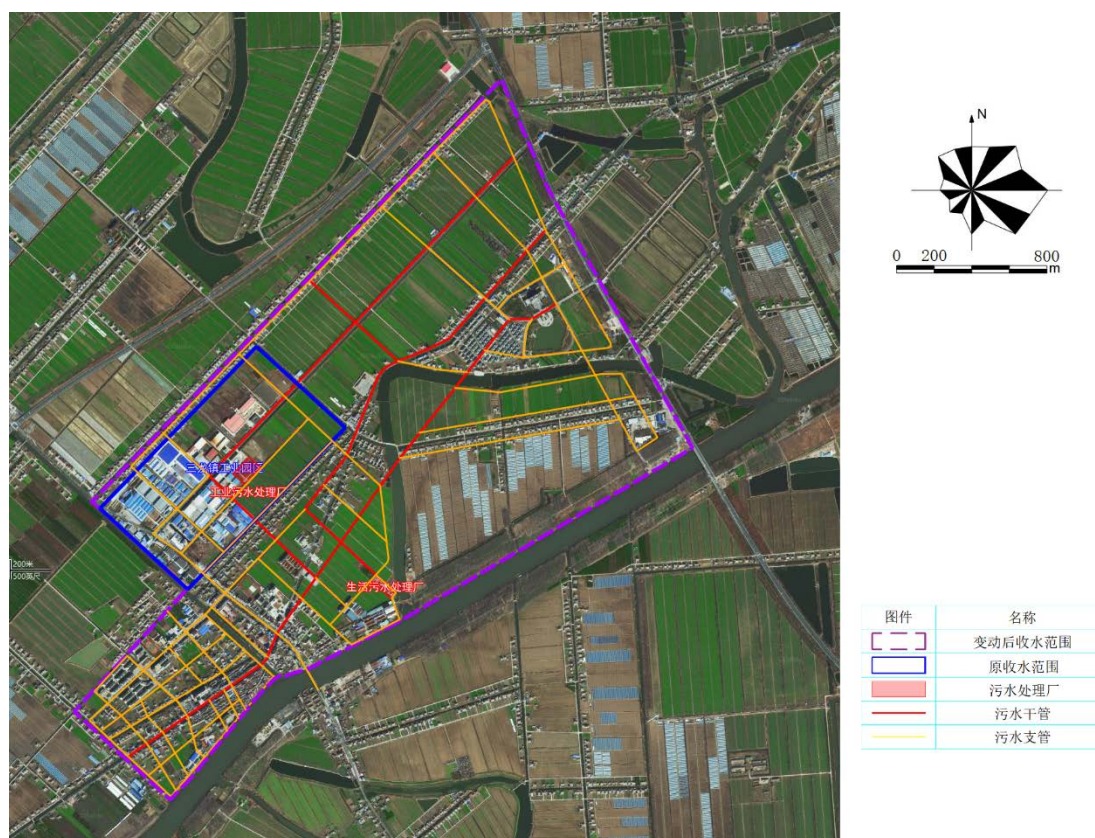 N
0 200 800
m
三龙镇工业园厂
工业污水处理厂
生活污水处理厂
200米
500英尺
图件 名称
变动后收水范围
原收水范围
污水处理厂
污水干管
污水支管